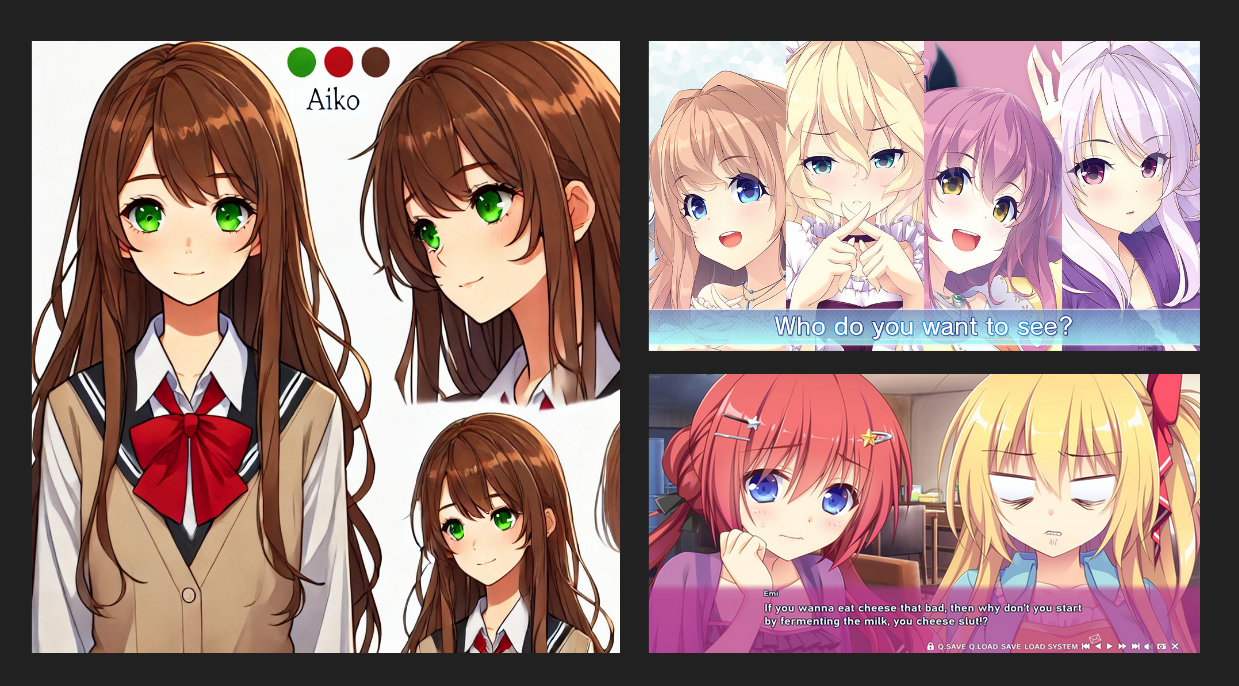 Aiko
Who do you want to see?
Emi
If you wanna eat cheese that bad, then why don't you start
by fermenting the milk, you cheese slut!?
Q.SAVE Q.LOAD SAVE LOAD SYSTEM